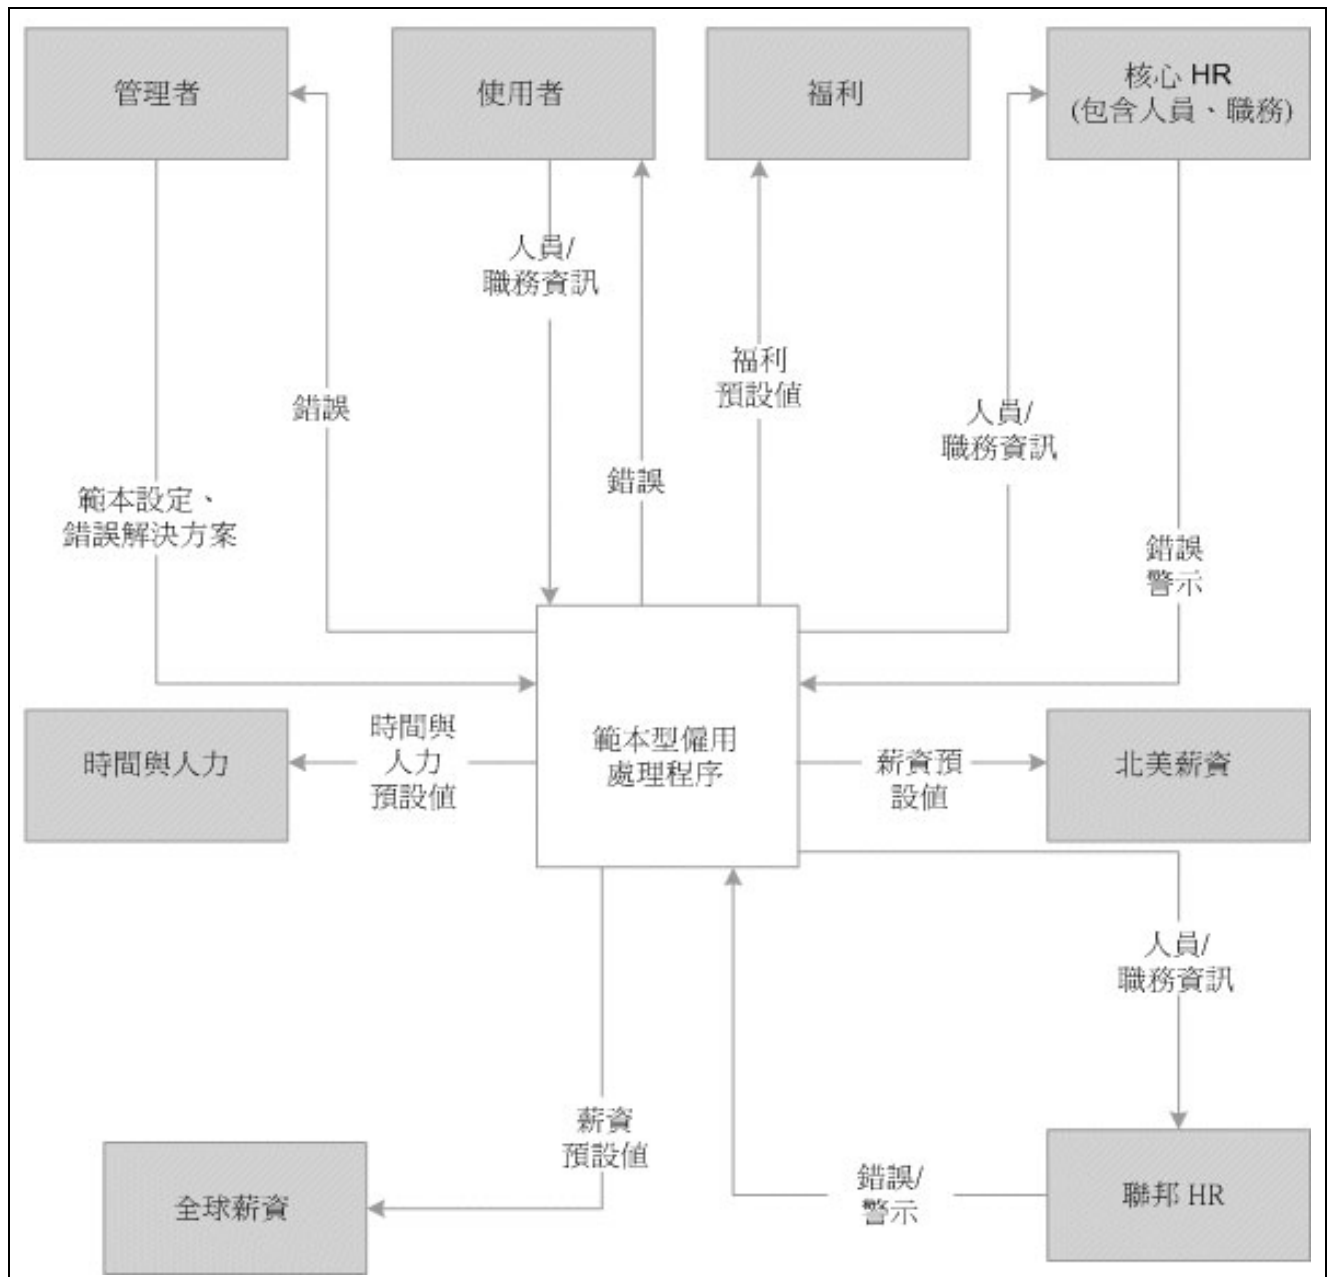 管理者
使用者
福利
核心 HR
(包含人員、職務)
人員/
職務資訊
福利
預設值
錯誤
人員/
職務資訊
錯誤
範本設定、
錯誤解決方案
錯誤
警示
時間與人力
時間與
人力
預設值
範本型僱用
處理程序
薪資預
設值
北美薪資
人員/
職務資訊
薪資
預設值
全球薪資
錯誤/
警示
聯邦 HR